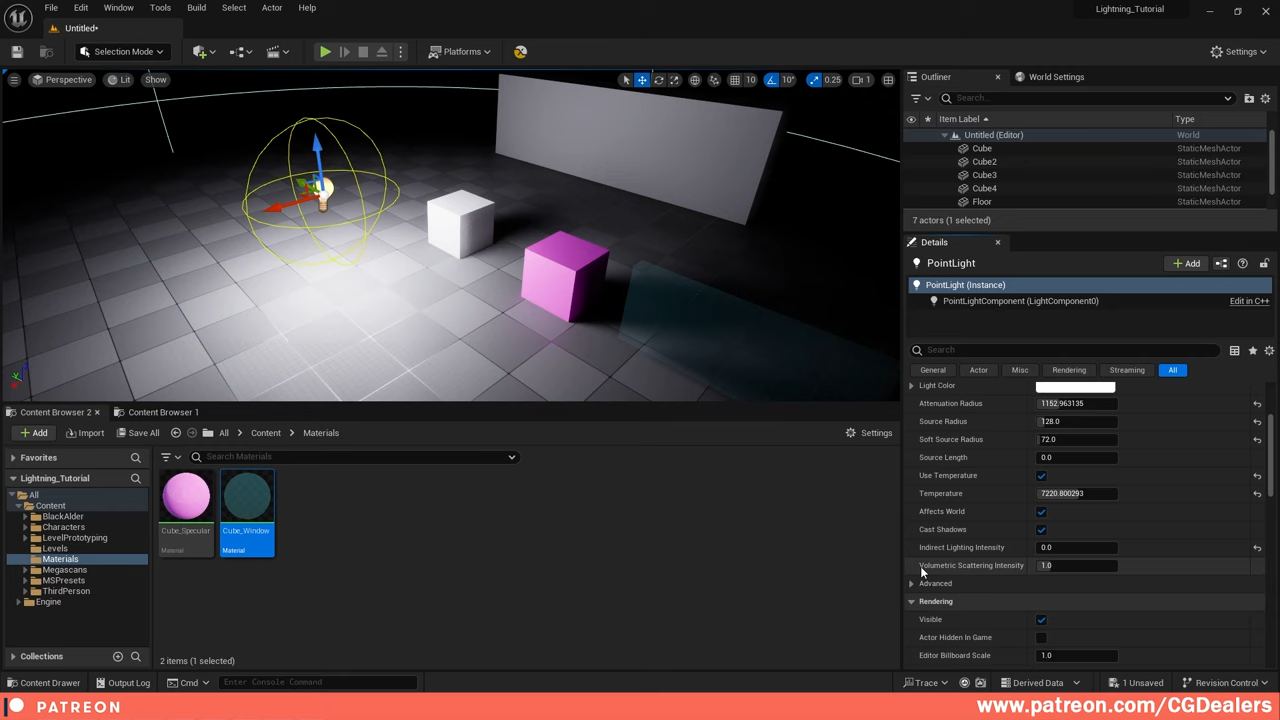 File Edit Window Tools Build Select Actor Help
Lightning_Tutorial
Untitled*
Selection Mode
Platforms
Settings
Perspective Lit Show
10 10° 0.25 1
Outliner World Settings
Search...
Item Label Type
Untitled (Editor) World
Cube StaticMeshActor
Cube2 StaticMeshActor
Cube3 StaticMeshActor
Cube4 StaticMeshActor
Floor StaticMeshActor
7 actors (1 selected)
Details
PointLight
Add
PointLight (Instance)
PointLightComponent (LightComponent0) Edit in C++
Search
General Actor Misc Rendering Streaming All
Light Color
Attenuation Radius 1152.963135
Source Radius 128.0
Soft Source Radius 72.0
Source Length 0.0
Use Temperature
Temperature 7220.800293
Affects World
Cast Shadows
Indirect Lighting Intensity 0.0
Volumetric Scattering Intensity 1.0
Advanced
Rendering
Visible
Actor Hidden In Game
Editor Billboard Scale 1.0
Content Browser 2 Content Browser 1
Add Import Save All All Content Materials Settings
Favorites
Search Materials
Lightning_Tutorial
All
Content
BlackAlder
Characters
LevelPrototyping
Levels
Materials
Megascans
MSPresets
ThirdPerson
Engine
Collections
Cube_Specular
Material
Cube_Window
Material
2 items (1 selected)
Content Drawer Output Log Cmd Enter Console Command Trace Derived Data 1 Unsaved Revision Control
PATREON
www.patreon.com/CGDealers